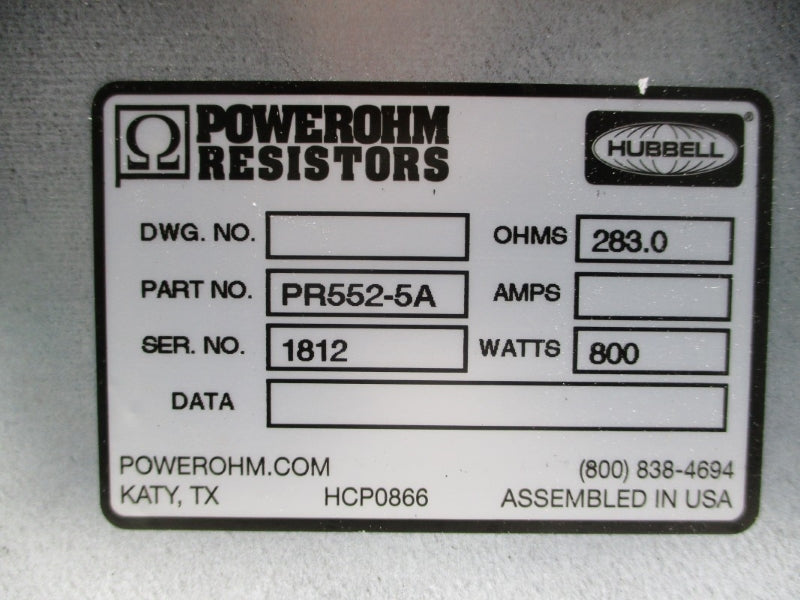 Ω POWEROHM
RESISTORS
HUBBELL®
DWG. NO.
OHMS 283.0
PART NO. PR552-5A
AMPS
SER. NO. 1812
WATTS 800
DATA
POWEROHM.COM
(800) 838-4694
KATY, TX
HCP0866
ASSEMBLED IN USA